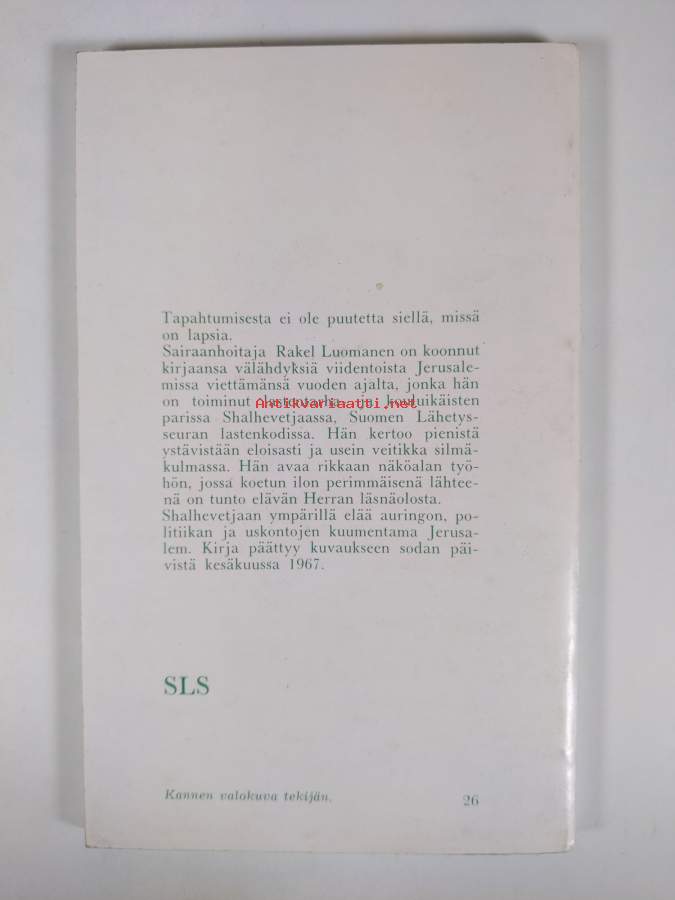 Tapahtumisesta ei ole puutetta siellä, missä
on lapsia.
Sairaanhoitaja Rakel Luomanen on koonnut
kirjaansa välähdyksiä viidentoista Jerusale-
missa viettämänsä vuoden ajalta, jonka hän
on toiminut lastentarha- ja kouluikäisten
Antikvariaatti.net
parissa Shalhevetjaassa, Suomen Lähetys-
seuran lastenkodissa. Hän kertoo pienistä
ystävistään eloisasti ja usein veitikka silmä-
kulmassa. Hän avaa rikkaan näköalan työ-
hön, jossa koetun ilon perimmäisenä lähtee-
nä on tunto elävän Herran läsnäolosta.
Shalhevetjaan ympärillä elää auringon, po-
litiikan ja uskontojen kuumentama Jerusa-
lem. Kirja päättyy kuvaukseen sodan päi-
vistä kesäkuussa 1967.
SLS
Kannen valokuva tekijän.
26